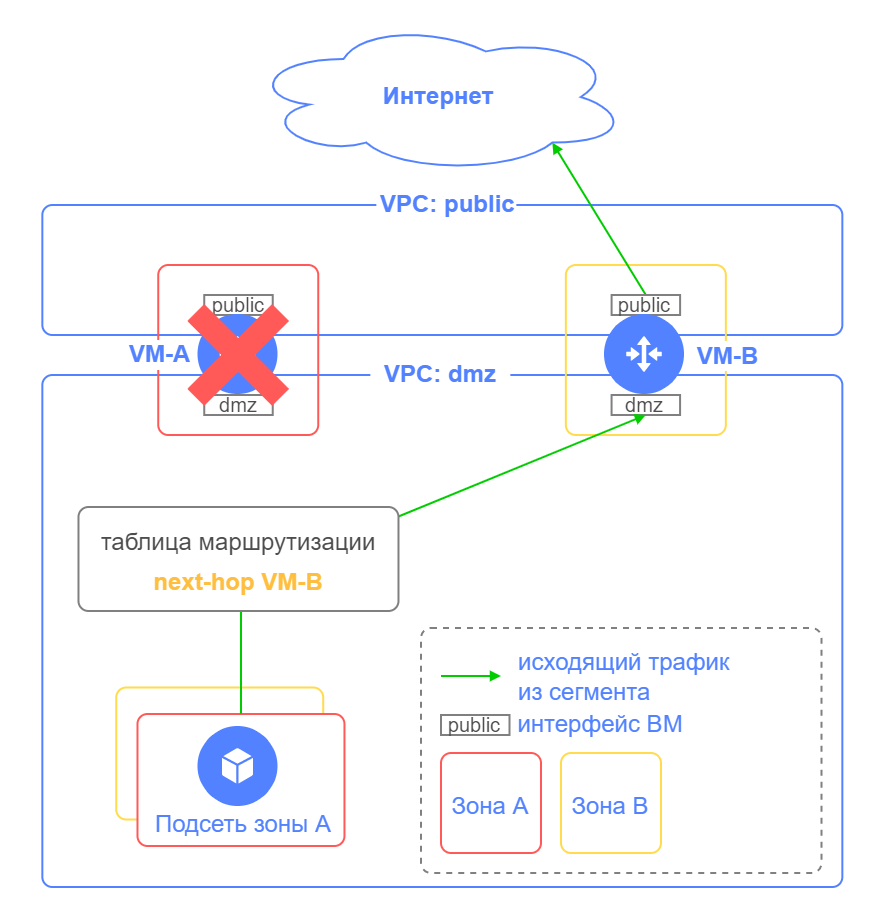 Интернет
VPC: public
public
public
VM-A
VM-B
VPC: dmz
dmz
dmz
таблица маршрутизации
next-hop VM-B
исходящий трафик
из сегмента
public
интерфейс ВМ
Зона A
Зона B
Подсеть зоны A